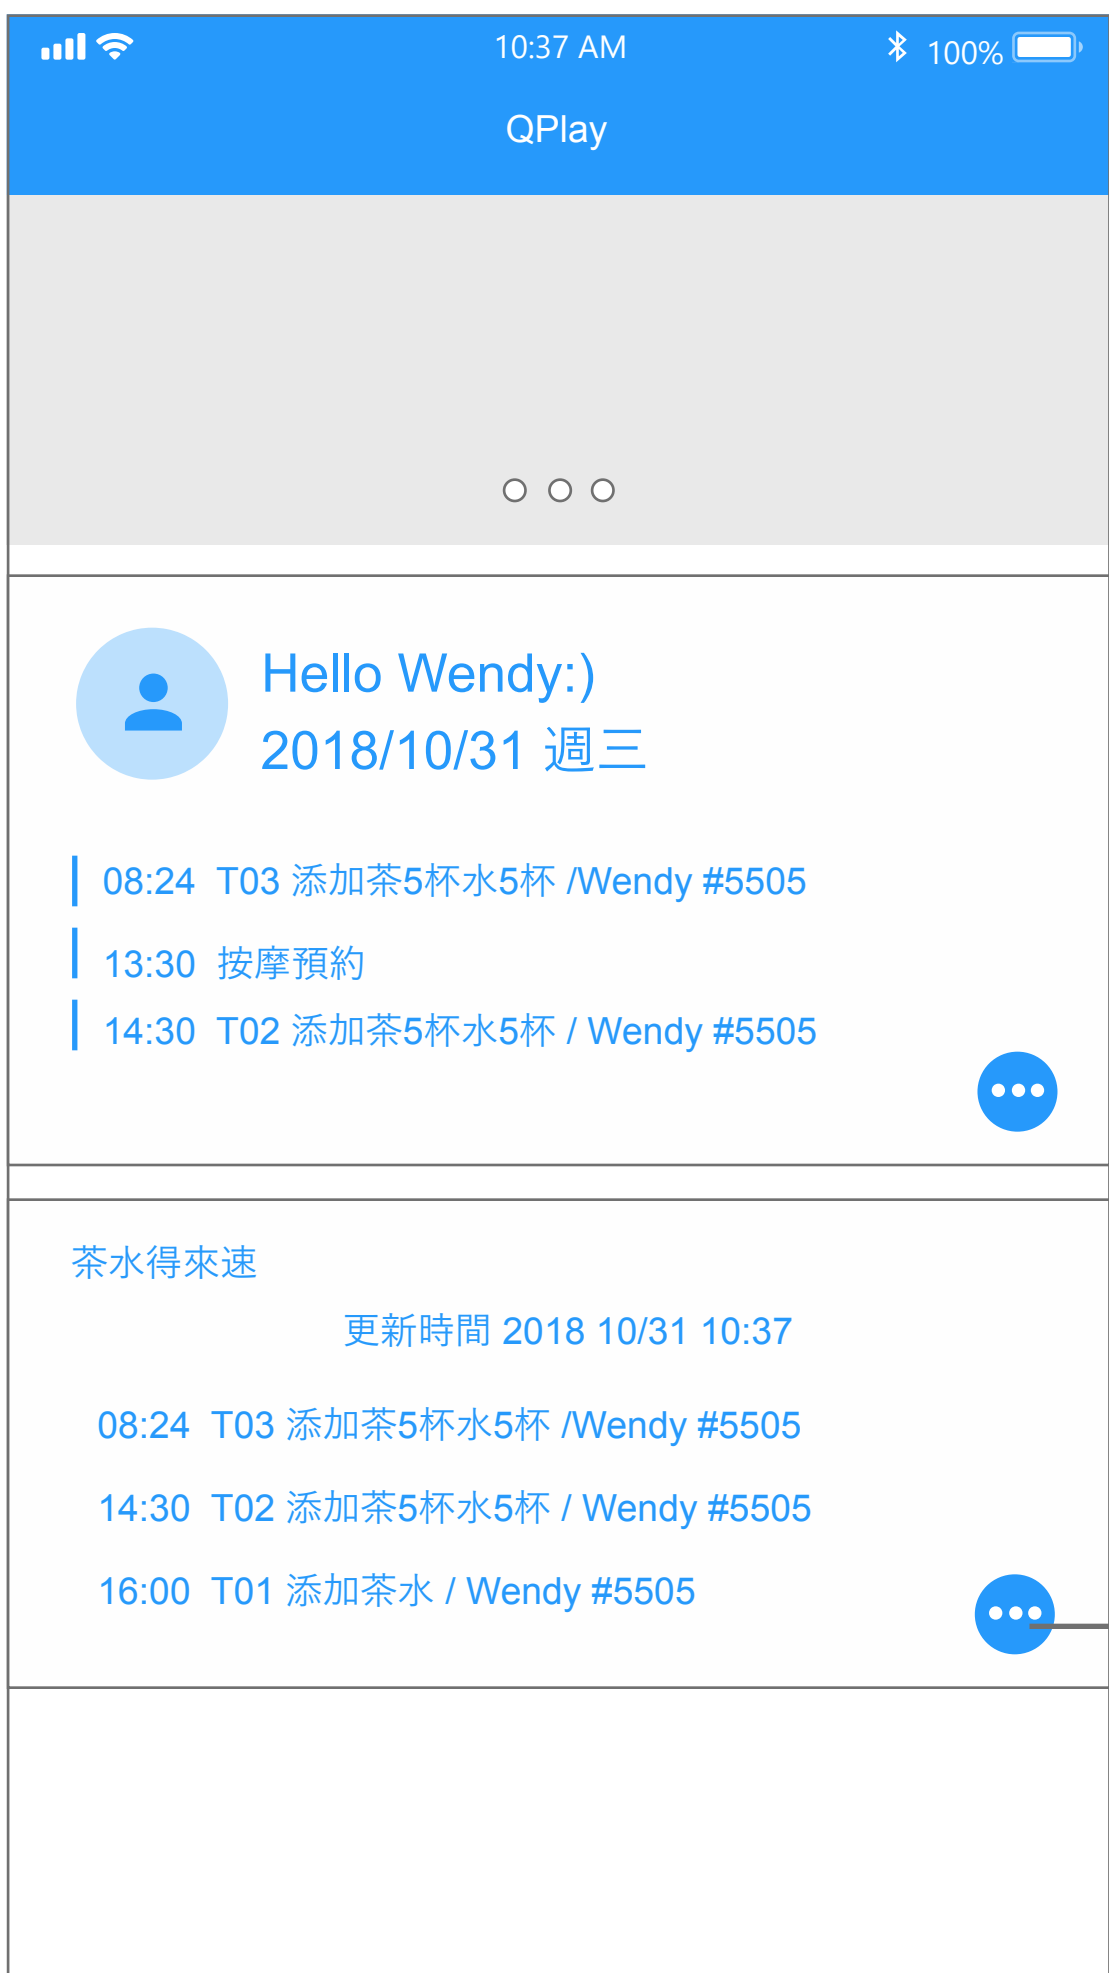 10:37 AM
100%
QPlay
Hello Wendy:)
2018/10/31 週三
08:24 T03 添加茶5杯水5杯 /Wendy #5505
13:30 按摩預約
14:30 T02 添加茶5杯水5杯 / Wendy #5505
茶水得來速
更新時間 2018 10/31 10:37
08:24 T03 添加茶5杯水5杯 /Wendy #5505
14:30 T02 添加茶5杯水5杯 / Wendy #5505
16:00 T01 添加茶水 / Wendy #5505